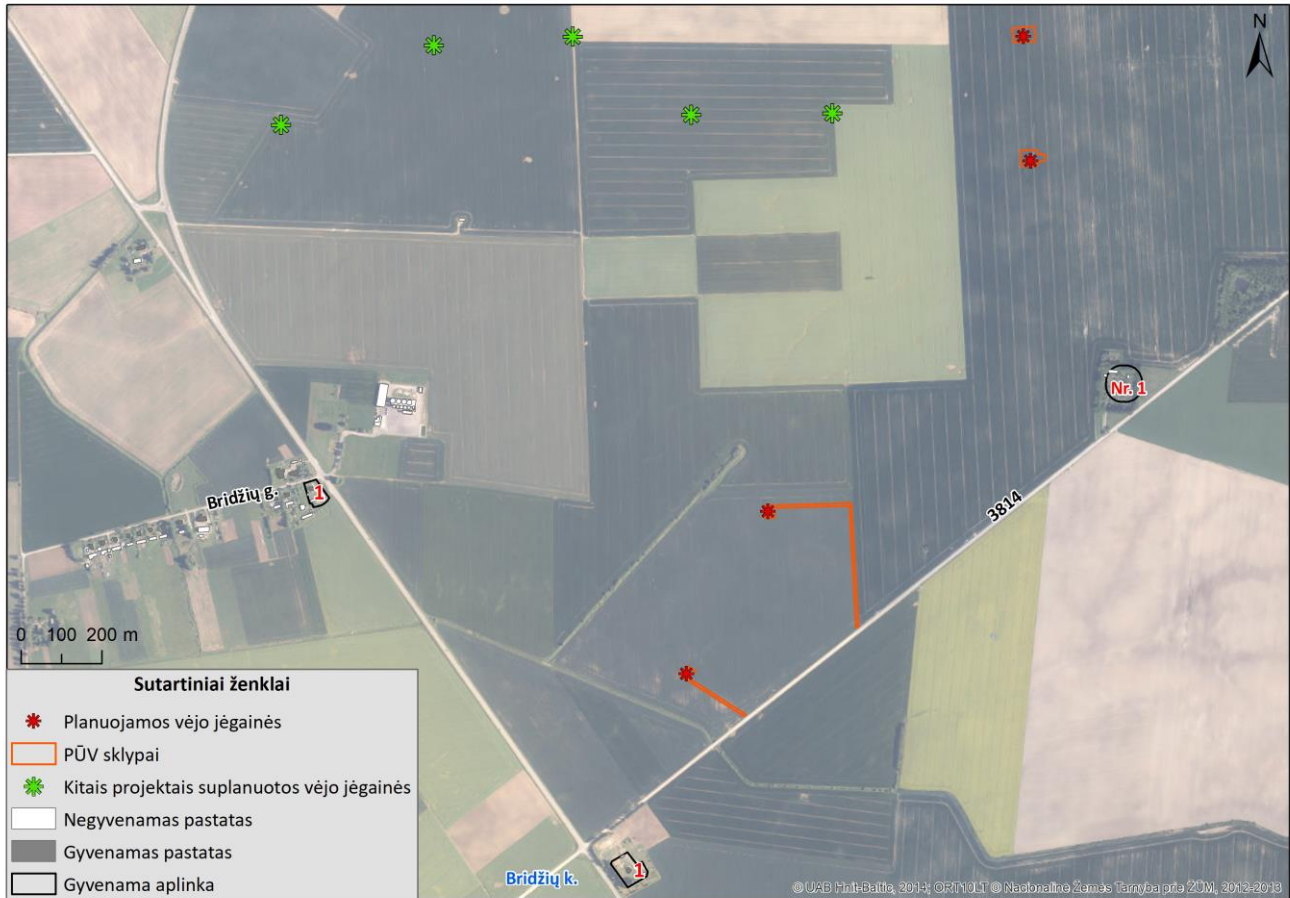 N
Nr. 1
3814
Bridžių g.
1
0 100 200 m
Sutartiniai ženklai
Planuojamos vėjo jėgainės
PŪV sklypai
Kitais projektais suplanuotos vėjo jėgainės
Negyvenamas pastatas
Gyvenamas pastatas
Gyvenama aplinka
Bridžių k.
1
© UAB Hnit-Baltic, 2014; ORT10LT © Nacionalinė Žemės Tarnyba prie ŽŪM, 2012-2013